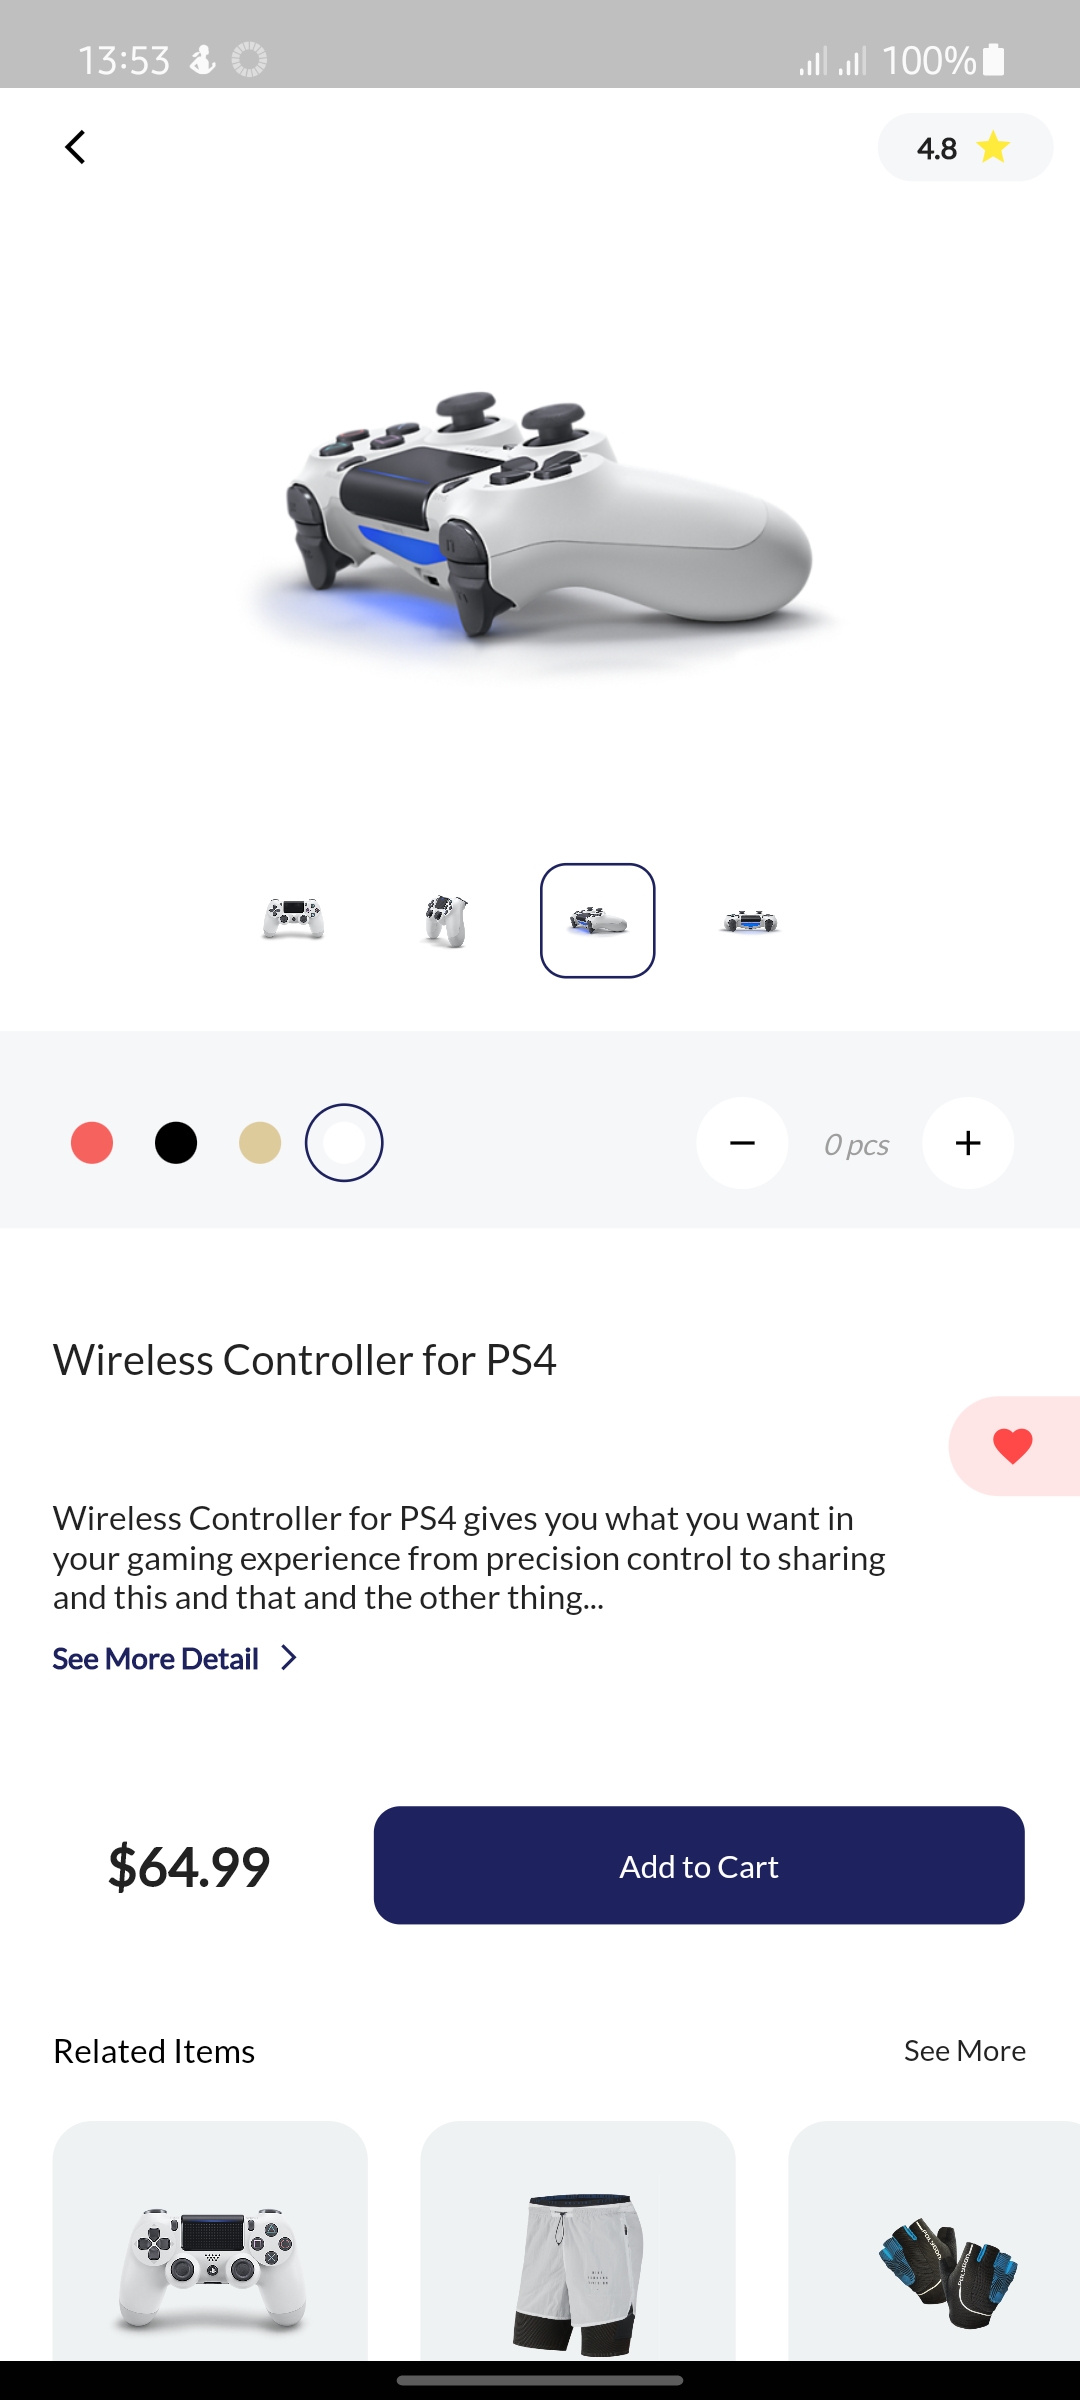 13:53
100%
4.8
0 pcs
Wireless Controller for PS4
Wireless Controller for PS4 gives you what you want in
your gaming experience from precision control to sharing
and this and that and the other thing...
See More Detail
$64.99
Add to Cart
Related Items
See More